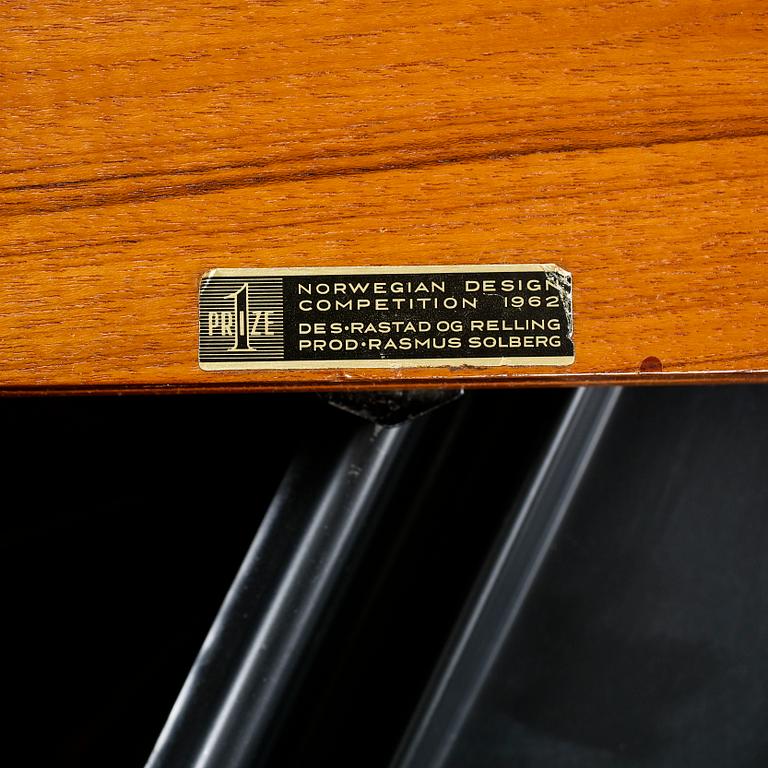 1
PRIZE
NORWEGIAN DESIGN
COMPETITION 1962
DES·RASTAD OG RELLING
PROD·RASMUS SOLBERG